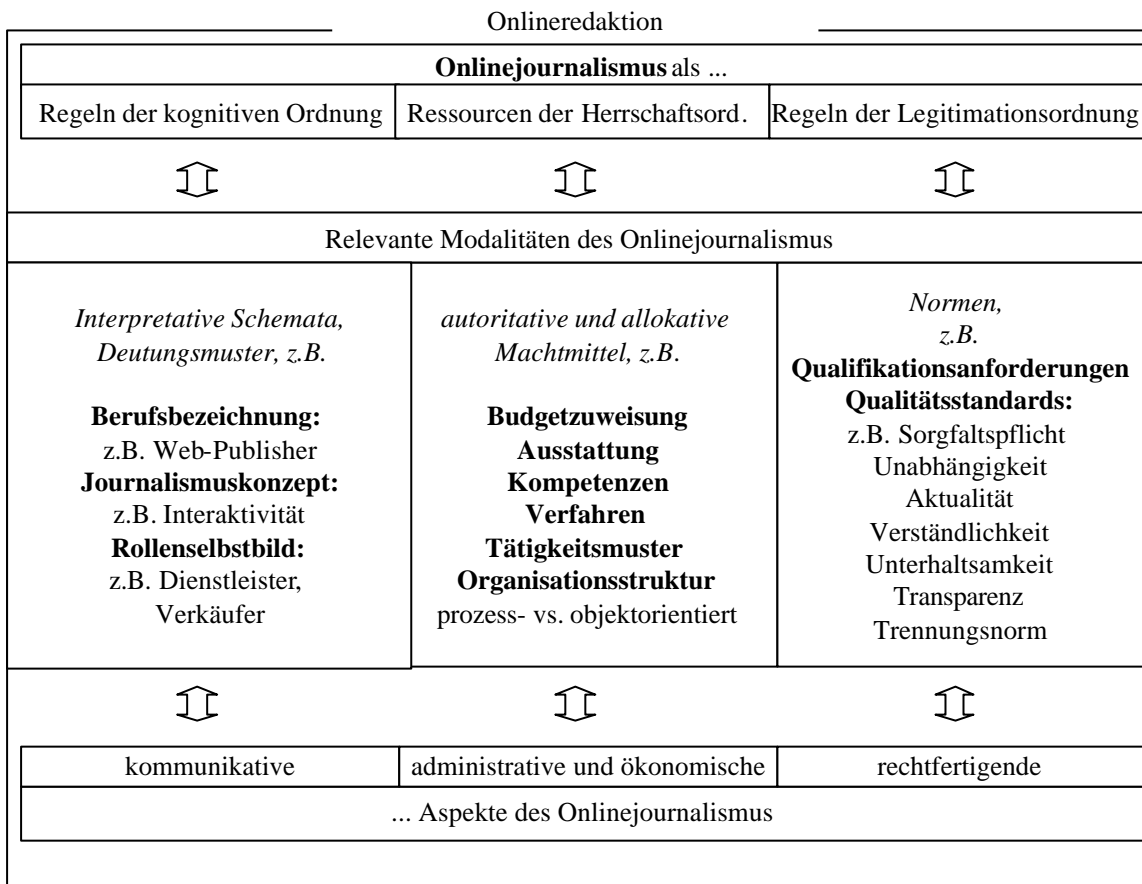 Onlineredaktion
Onlinejournalismus als ...
Regeln der kognitiven Ordnung
Ressourcen der Herrschaftsord.
Regeln der Legitimationsordnung
Relevante Modalitäten des Onlinejournalismus
Interpretative Schemata,
Deutungsmuster, z.B.
Berufsbezeichnung:
z.B. Web-Publisher
Journalismuskonzept:
z.B. Interaktivität
Rollenselbstbild:
z.B. Dienstleister,
Verkäufer
autoritative und allokative
Machtmittel, z.B.
Budgetzuweisung
Ausstattung
Kompetenzen
Verfahren
Tätigkeitsmuster
Organisationsstruktur
prozess- vs. objektorientiert
Normen,
z.B.
Qualifikationsanforderungen
Qualitätsstandards:
z.B. Sorgfaltspflicht
Unabhängigkeit
Aktualität
Verständlichkeit
Unterhaltsamkeit
Transparenz
Trennungsnorm
kommunikative
administrative und ökonomische
rechtfertigende
... Aspekte des Onlinejournalismus